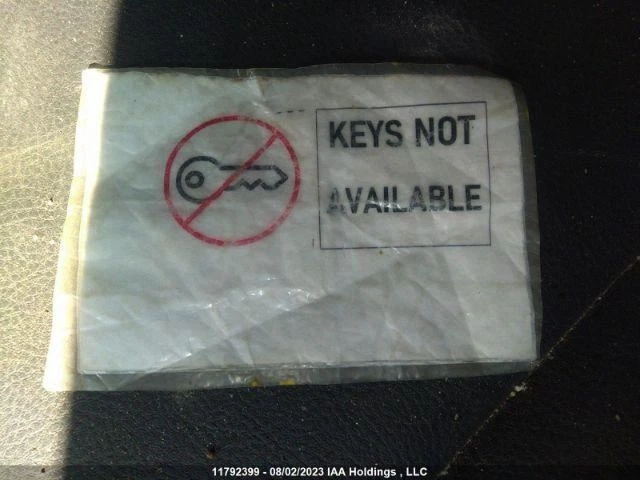 KEYS NOT
AVAILABLE
11792399 - 08/02/2023 IAA Holdings , LLC